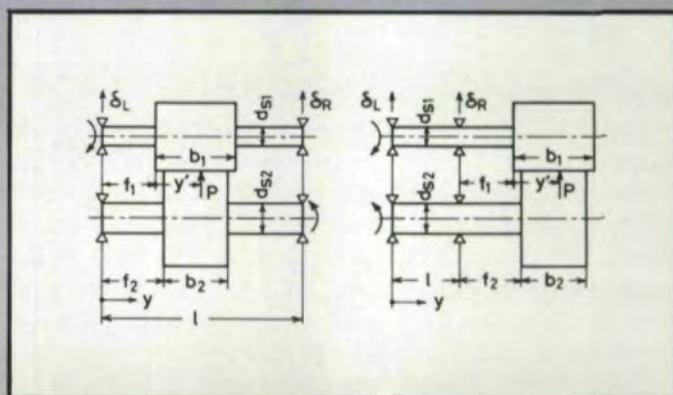 δL
dS1
δR
b1
f1
y'
P
dS2
f2
b2
y
l
δL
dS1
δR
b1
f1
y'
P
dS2
l
f2
b2
y